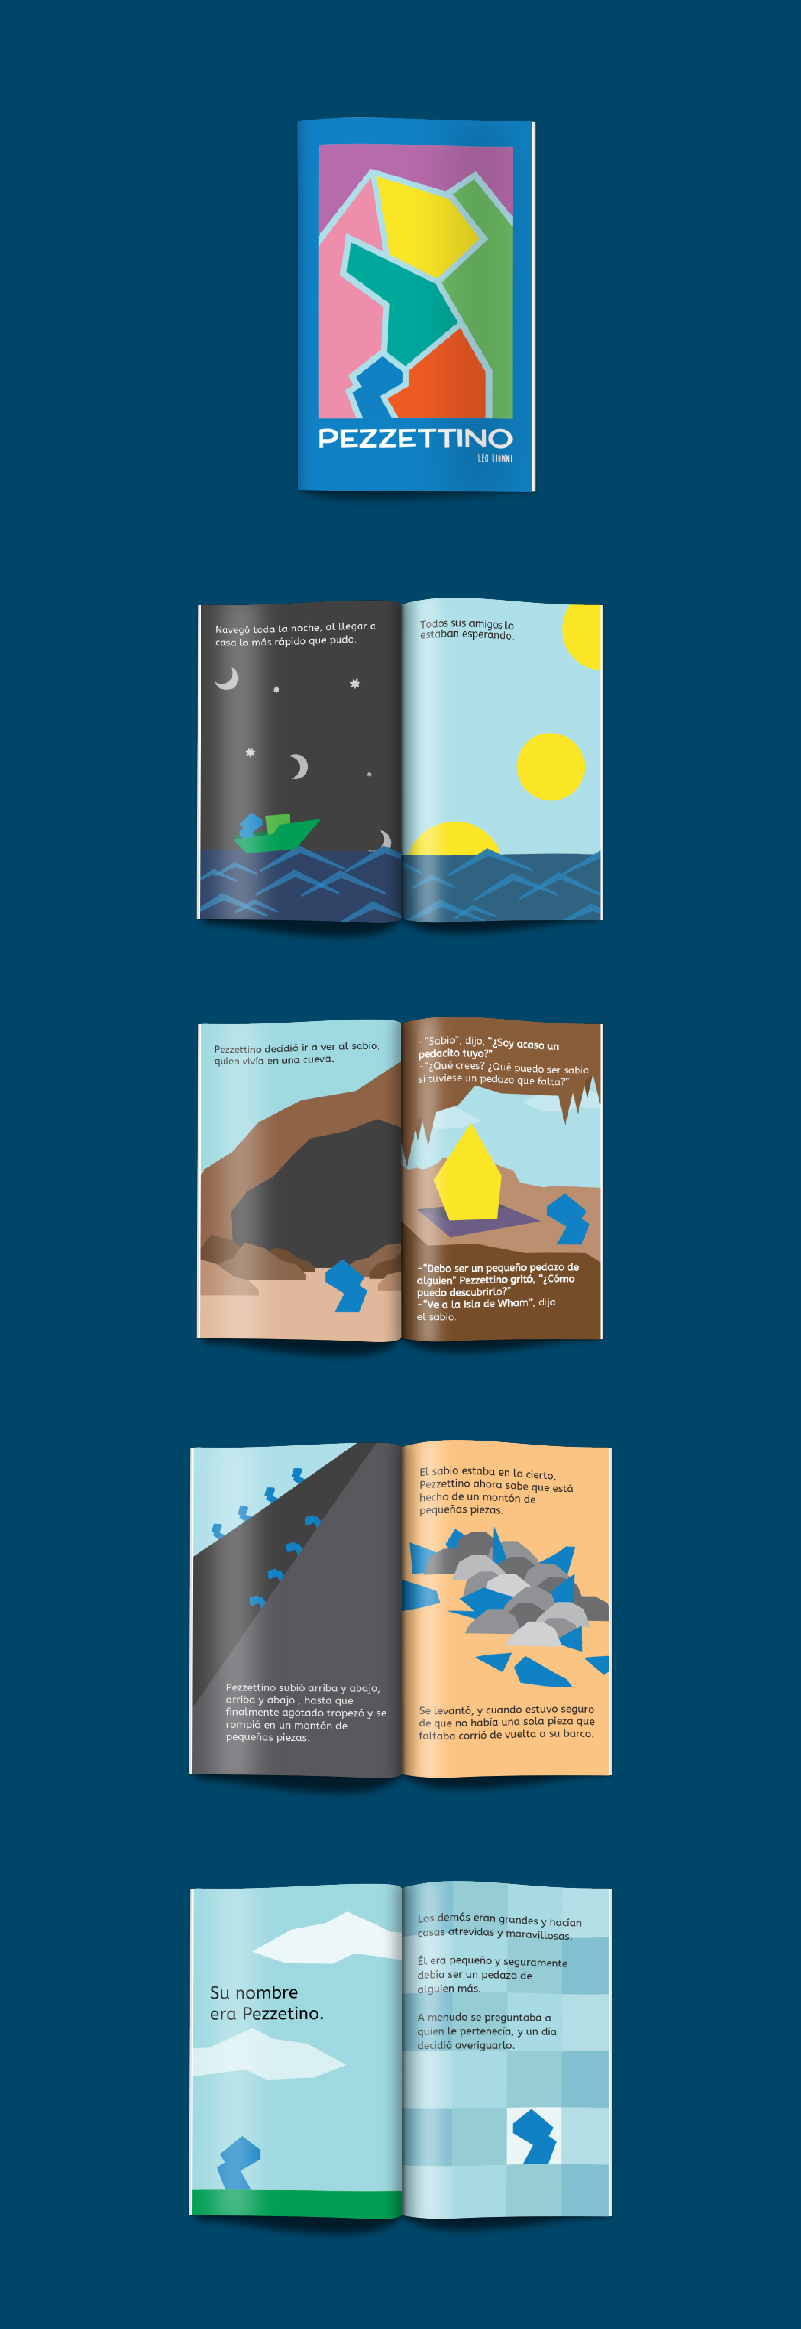 PEZZETTINO
LEO LIONNI
Navegó toda la noche, al llegar a
casa lo más rápido que pudo.
Todos sus amigos lo
estaban esperando.
Pezzettino decidió ir a ver al sabio,
quien vivía en una cueva.
-"Sabio", dijo, "¿Soy acaso un
pedacito tuyo?"
-"¿Qué crees? ¿Qué puedo ser sabio
si tuviese un pedazo que falta?"
-"Debo ser un pequeño pedazo de
alguien" Pezzettino gritó, "¿Cómo
puedo descubrirlo?"
-"Ve a la Isla de Wham", dijo
el sabio.
Pezzettino subió arriba y abajo,
arriba y abajo , hasta que
finalmente agotado tropezó y se
rompió en un montón de
pequeñas piezas.
El sabio estaba en lo cierto,
Pezzettino ahora sabe que está
hecho de un montón de
pequeñas piezas.
Se levantó, y cuando estuvo seguro
de que no había una sola pieza que
faltaba corrió de vuelta a su barco.
Su nombre
era Pezzetino.
Los demás eran grandes y hacían
cosas atrevidas y maravillosas.
Él era pequeño y seguramente
debía ser un pedazo de
alguien más.
A menudo se preguntaba a
quien le pertenecía, y un día
decidió averiguarlo.